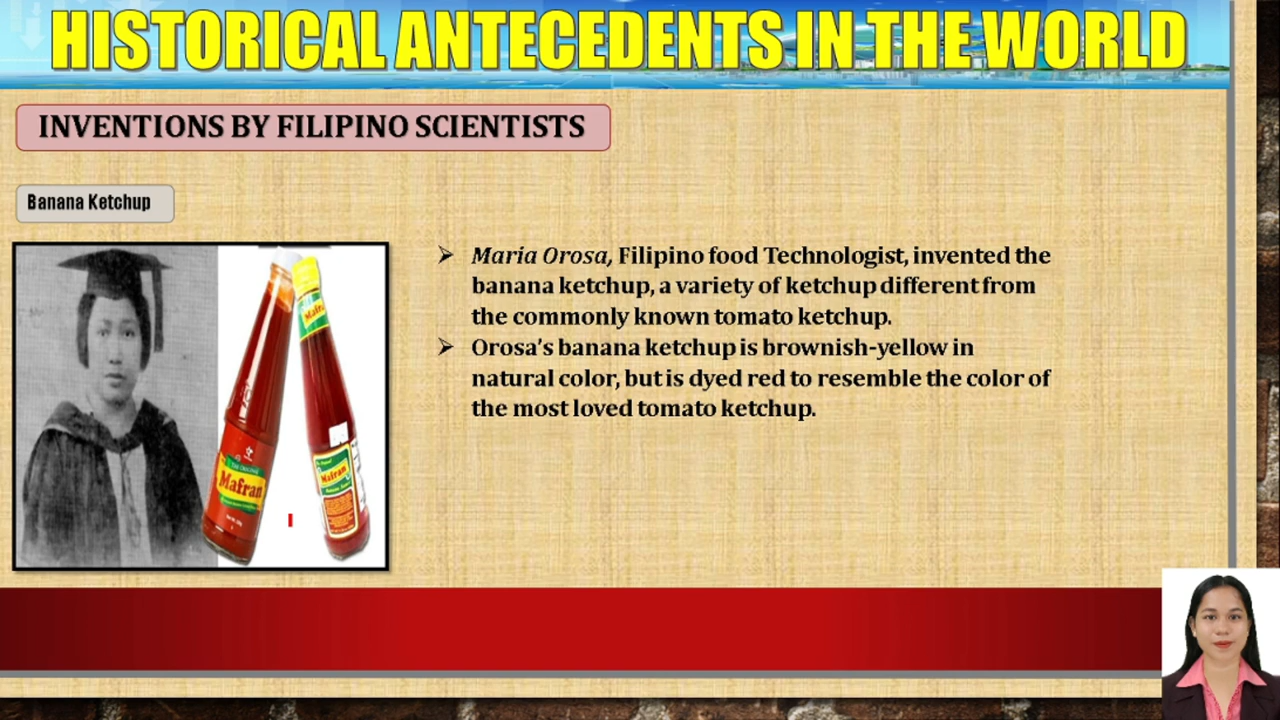 HISTORICAL ANTECEDENTS IN THE WORLD
INVENTIONS BY FILIPINO SCIENTISTS
Banana Ketchup
➢ Maria Orosa, Filipino food Technologist, invented the
banana ketchup, a variety of ketchup different from
the commonly known tomato ketchup.
➢ Orosa's banana ketchup is brownish-yellow in
natural color, but is dyed red to resemble the color of
the most loved tomato ketchup.
Mafran
Mafran